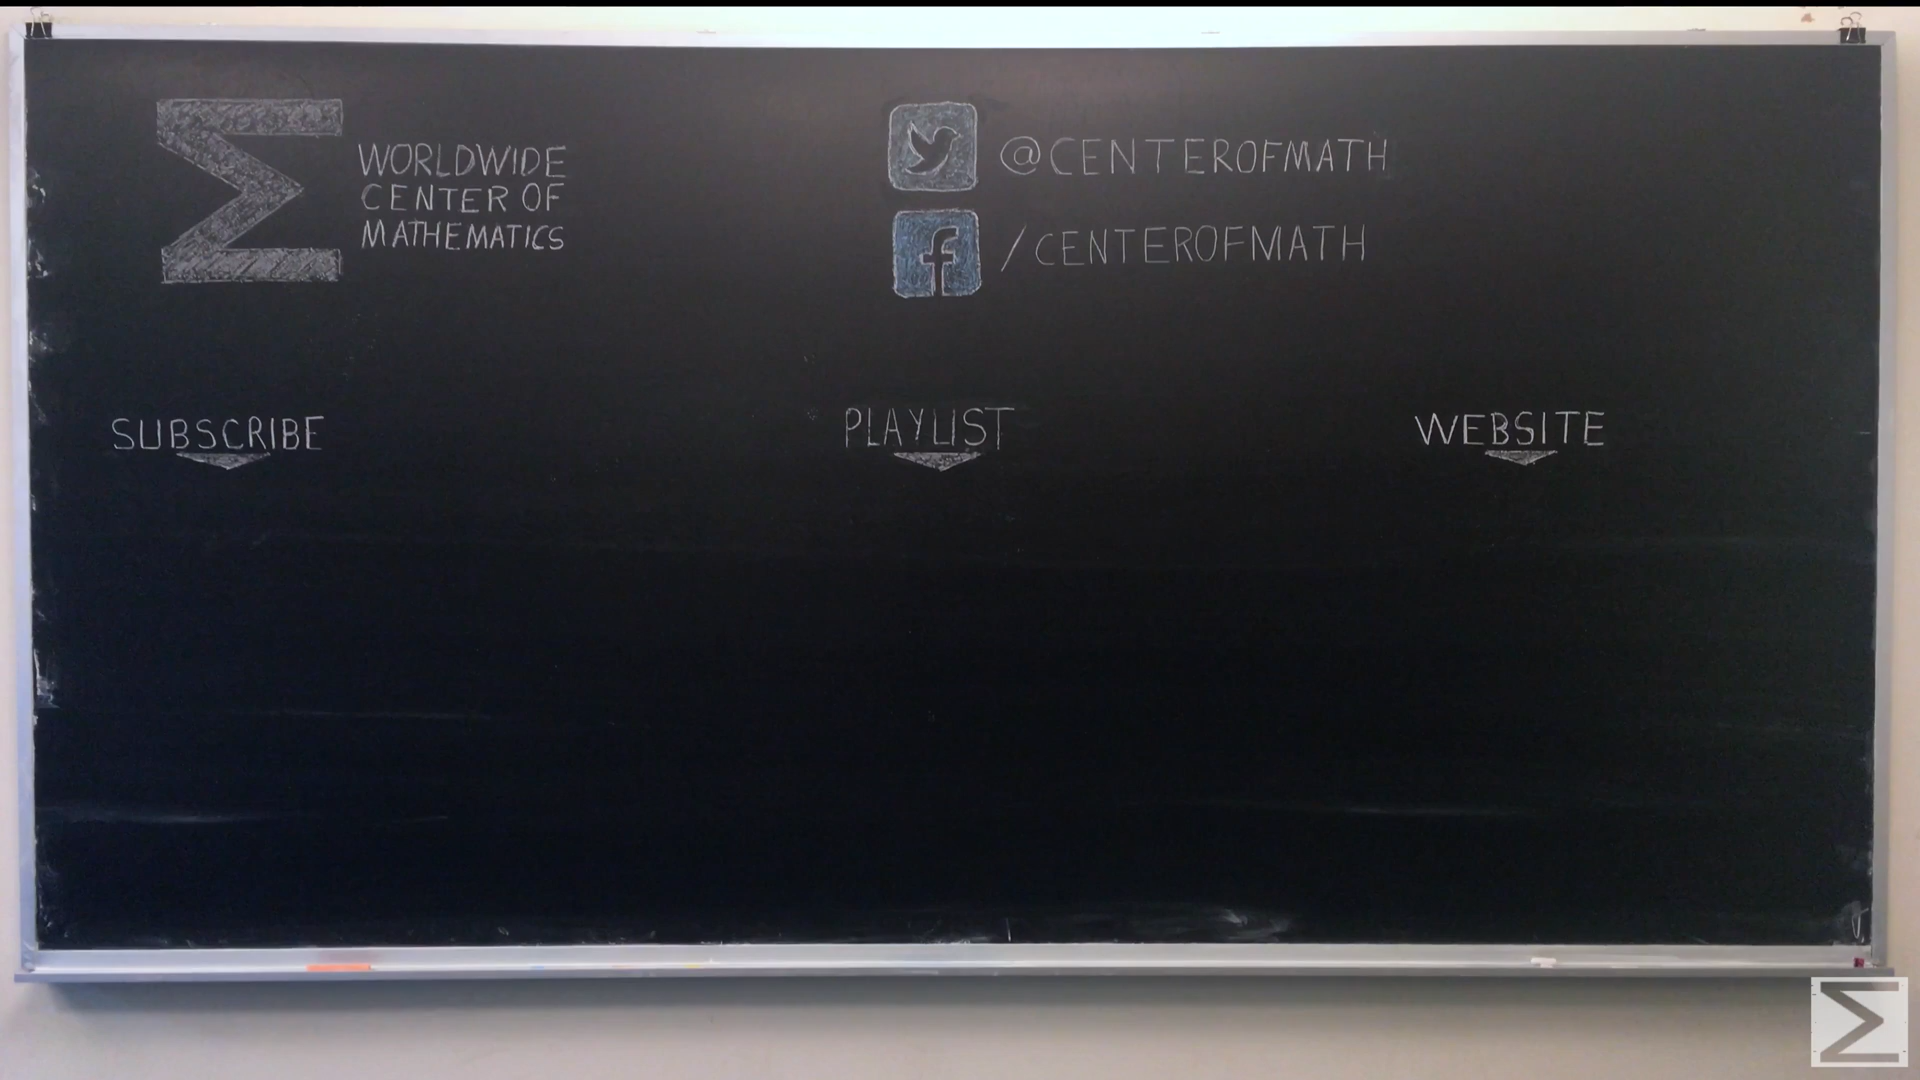 WORLDWIDE
CENTER OF
MATHEMATICS
@CENTEROFMATH
/CENTEROFMATH
SUBSCRIBE
PLAYLIST
WEBSITE